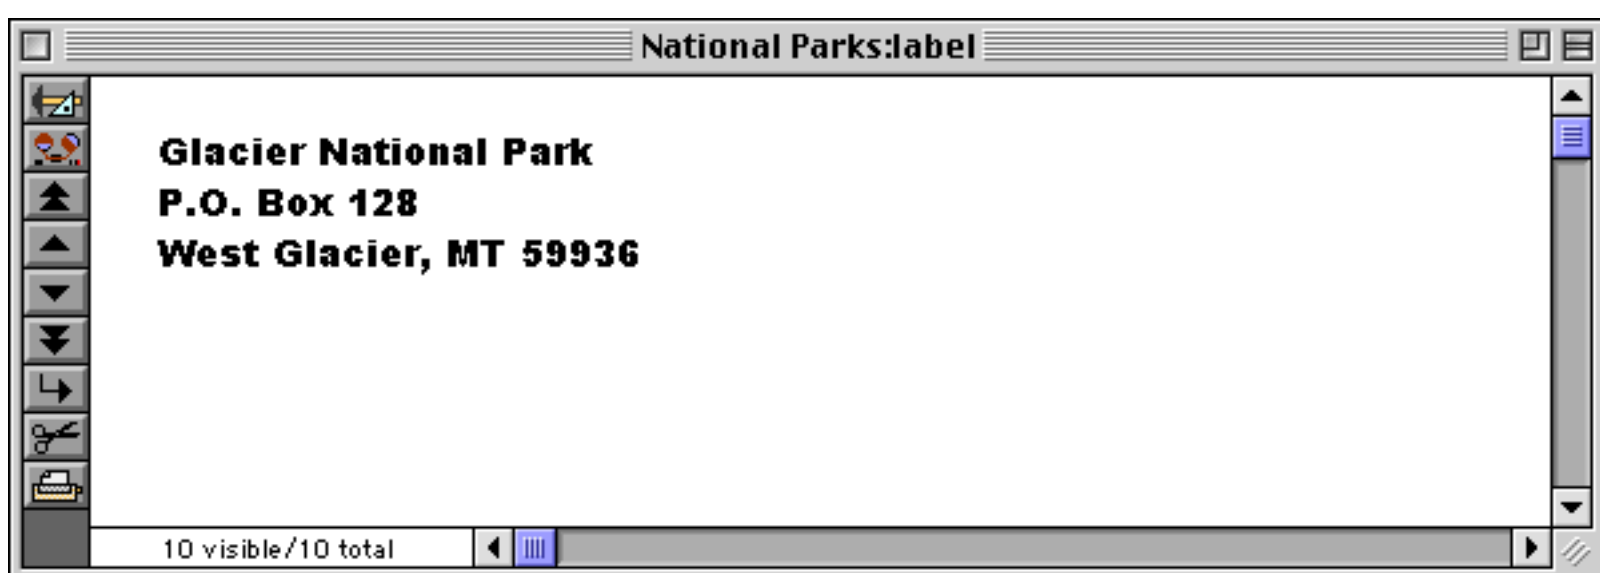 National Parks:label
Glacier National Park
P.O. Box 128
West Glacier, MT 59936
10 visible/10 total